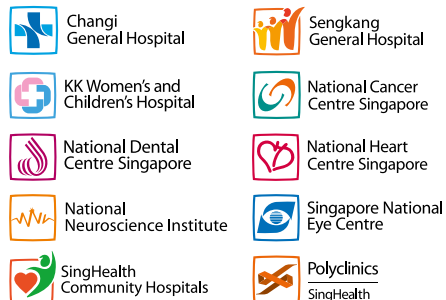 Changi
General Hospital
Sengkang
General Hospital
KK Women's and
Children's Hospital
National Cancer
Centre Singapore
National Dental
Centre Singapore
National Heart
Centre Singapore
National
Neuroscience Institute
Singapore National
Eye Centre
SingHealth
Community Hospitals
Polyclinics
SingHealth